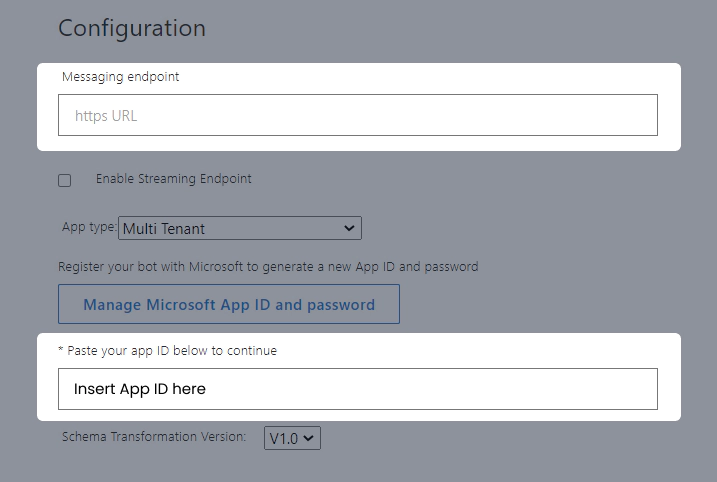 Configuration
Messaging endpoint
https URL
Enable Streaming Endpoint
App type: Multi Tenant
Register your bot with Microsoft to generate a new App ID and password
Manage Microsoft App ID and password
* Paste your app ID below to continue
Insert App ID here
Schema Transformation Version: V1.0